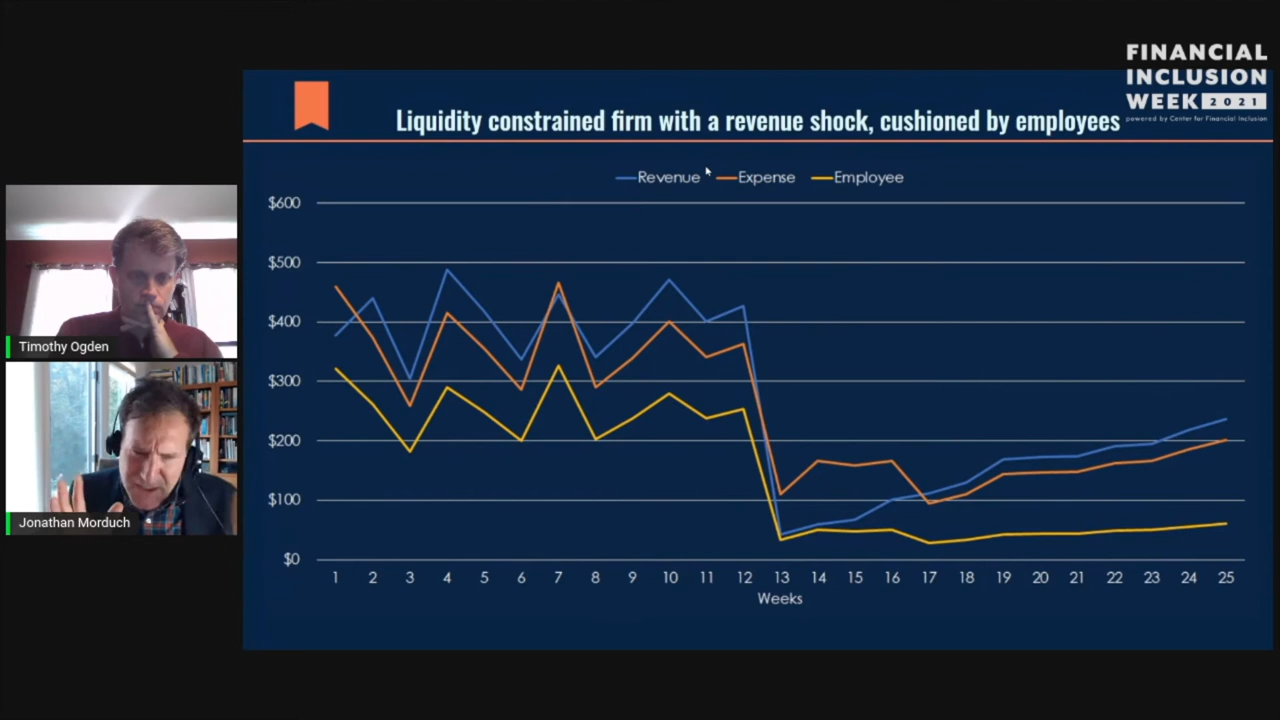 FINANCIAL
INCLUSION
WEEK 2021
powered by Center for Financial Inclusion
Liquidity constrained firm with a revenue shock, cushioned by employees
Revenue Expense Employee
$600
$500
$400
$300
$200
$100
$0
1 2 3 4 5 6 7 8 9 10 11 12 13 14 15 16 17 18 19 20 21 22 23 24 25
Weeks
Timothy Ogden
Jonathan Morduch